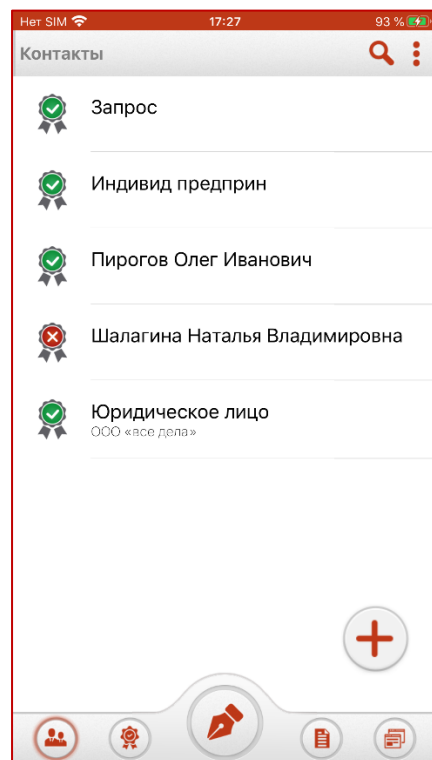 Нет SIM 17:27 93 %
Контакты
Запрос
Индивид предприн
Пирогов Олег Иванович
Шалагина Наталья Владимировна
Юридическое лицо
ООО «все дела»